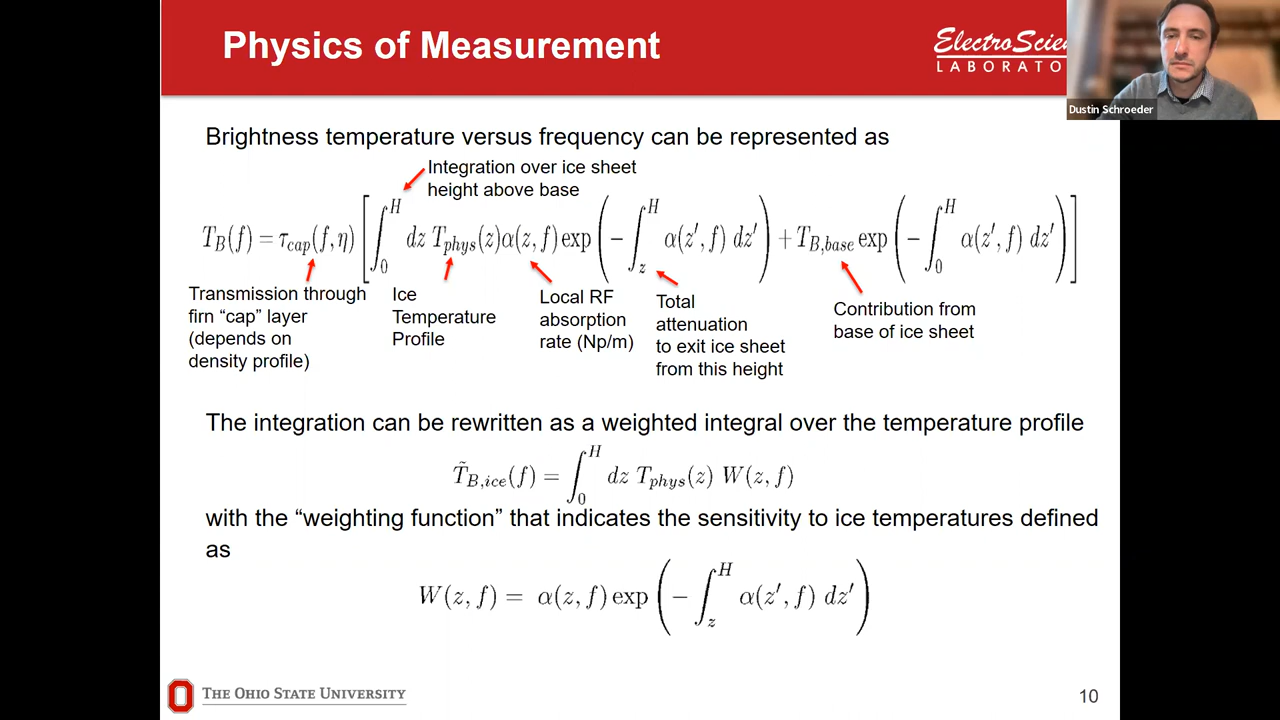 Physics of Measurement
ElectroScien
LABORATO
Dustin Schroeder
Brightness temperature versus frequency can be represented as
Integration over ice sheet
height above base
T_B(f) = τ_cap(f, η) [ ∫_0^H dz T_phys(z)α(z, f) exp ( − ∫_z^H α(z′, f) dz′ ) + T_B,base exp ( − ∫_0^H α(z′, f) dz′ ) ]
Transmission through
firn “cap” layer
(depends on
density profile)
Ice
Temperature
Profile
Local RF
absorption
rate (Np/m)
Total
attenuation
to exit ice sheet
from this height
Contribution from
base of ice sheet
The integration can be rewritten as a weighted integral over the temperature profile
T̃_B,ice(f) = ∫_0^H dz T_phys(z) W(z, f)
with the “weighting function” that indicates the sensitivity to ice temperatures defined
as
W(z, f) = α(z, f) exp ( − ∫_z^H α(z′, f) dz′ )
THE OHIO STATE UNIVERSITY
10